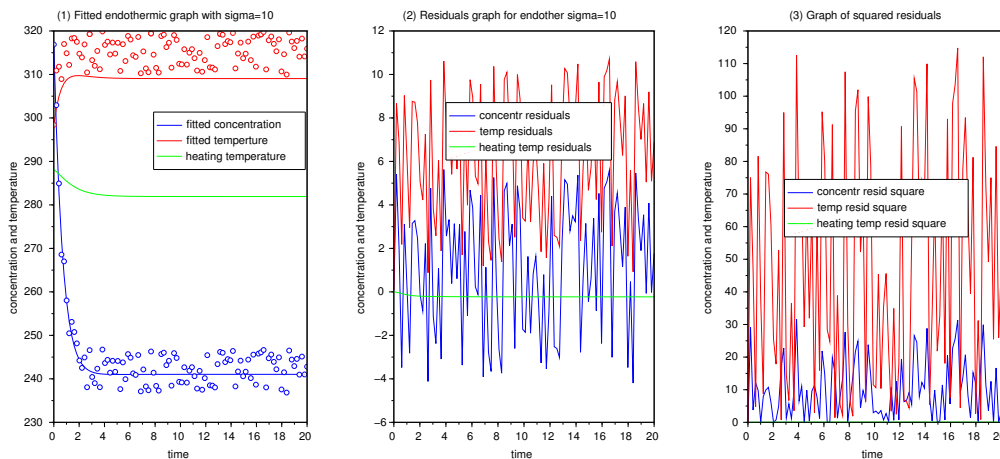 (1) Fitted endothermic graph with sigma=10
320
310
300
290
280
270
260
250
240
230
0 2 4 6 8 10 12 14 16 18 20
time
concentration and temperature
fitted concentration
fitted temperture
heating temperature
(2) Residuals graph for endother sigma=10
12
10
8
6
4
2
0
−2
−4
−6
0 2 4 6 8 10 12 14 16 18 20
time
concentration and temperature
concentr residuals
temp residuals
heating temp residuals
(3) Graph of squared residuals
120
110
100
90
80
70
60
50
40
30
20
10
0
0 2 4 6 8 10 12 14 16 18 20
time
concentration and temperature
concentr resid square
temp resid square
heating temp resid square